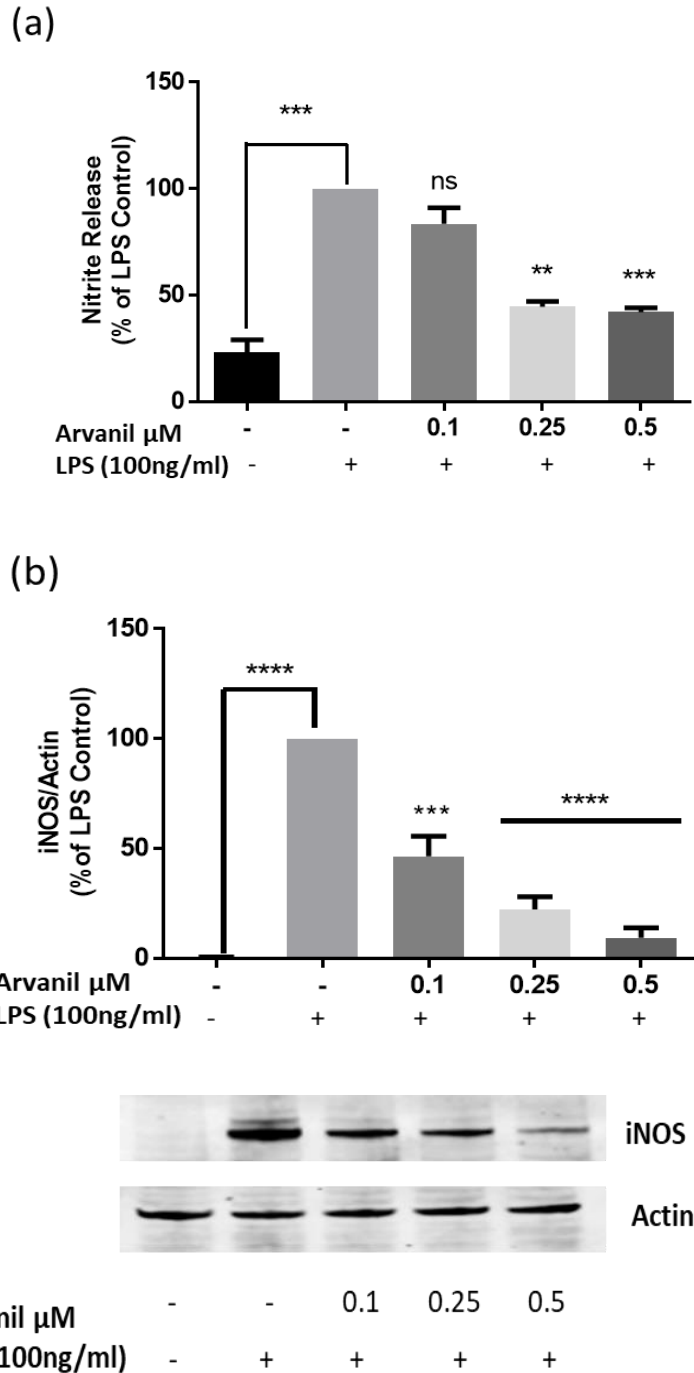 (a)
150
***
100
ns
Nitrite Release
(% of LPS Control)
50
**
***
0
Arvanil µM - - 0.1 0.25 0.5
LPS (100ng/ml) - + + + +
(b)
150
****
100
iNOS/Actin
(%of LPS Control)
***
****
50
0
Arvanil µM - - 0.1 0.25 0.5
LPS (100ng/ml) - + + + +
iNOS
Actin
nil µM - - 0.1 0.25 0.5
100ng/ml) - + + + +